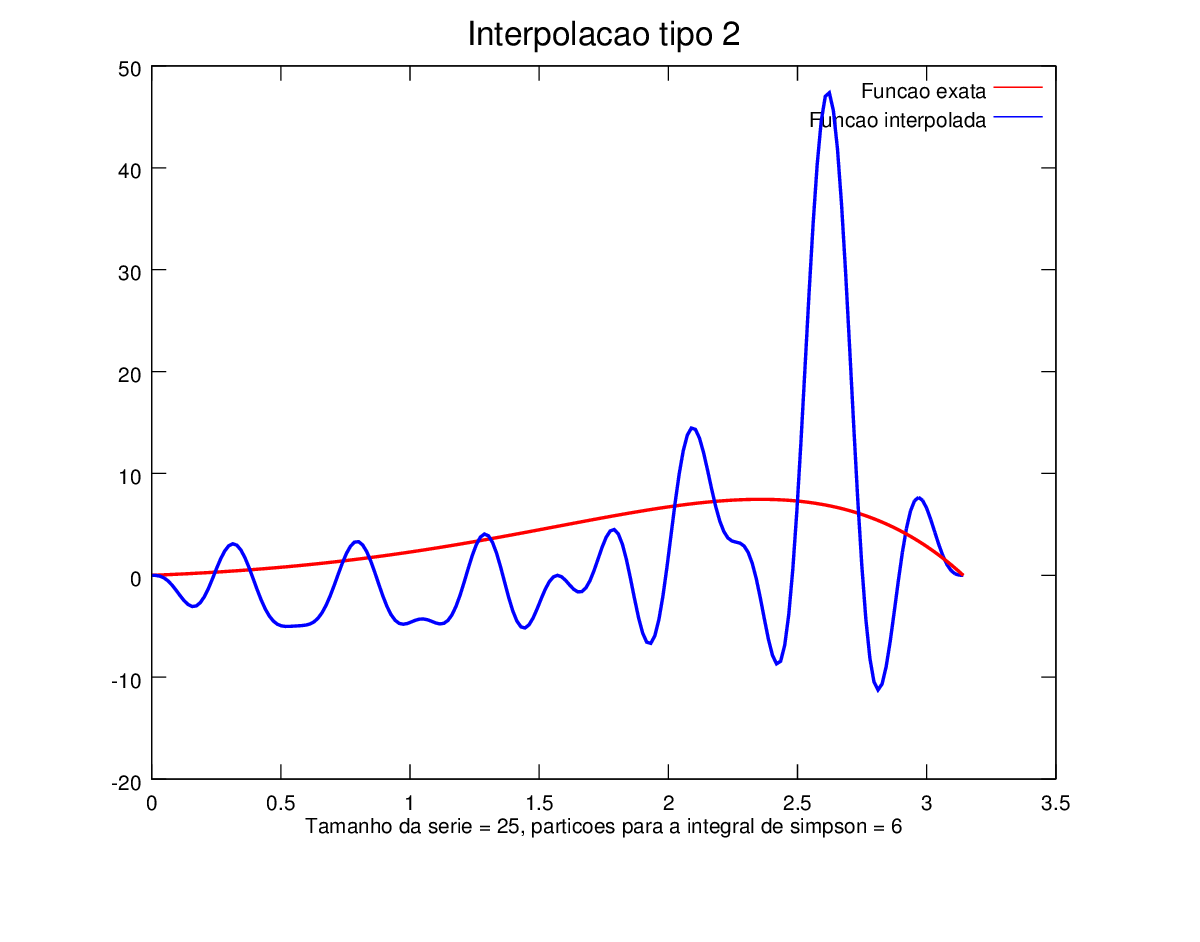 Interpolacao tipo 2
50
Funcao exata
Funcao interpolada
40
30
20
10
0
-10
-20
0 0.5 1 1.5 2 2.5 3 3.5
Tamanho da serie = 25, particoes para a integral de simpson = 6